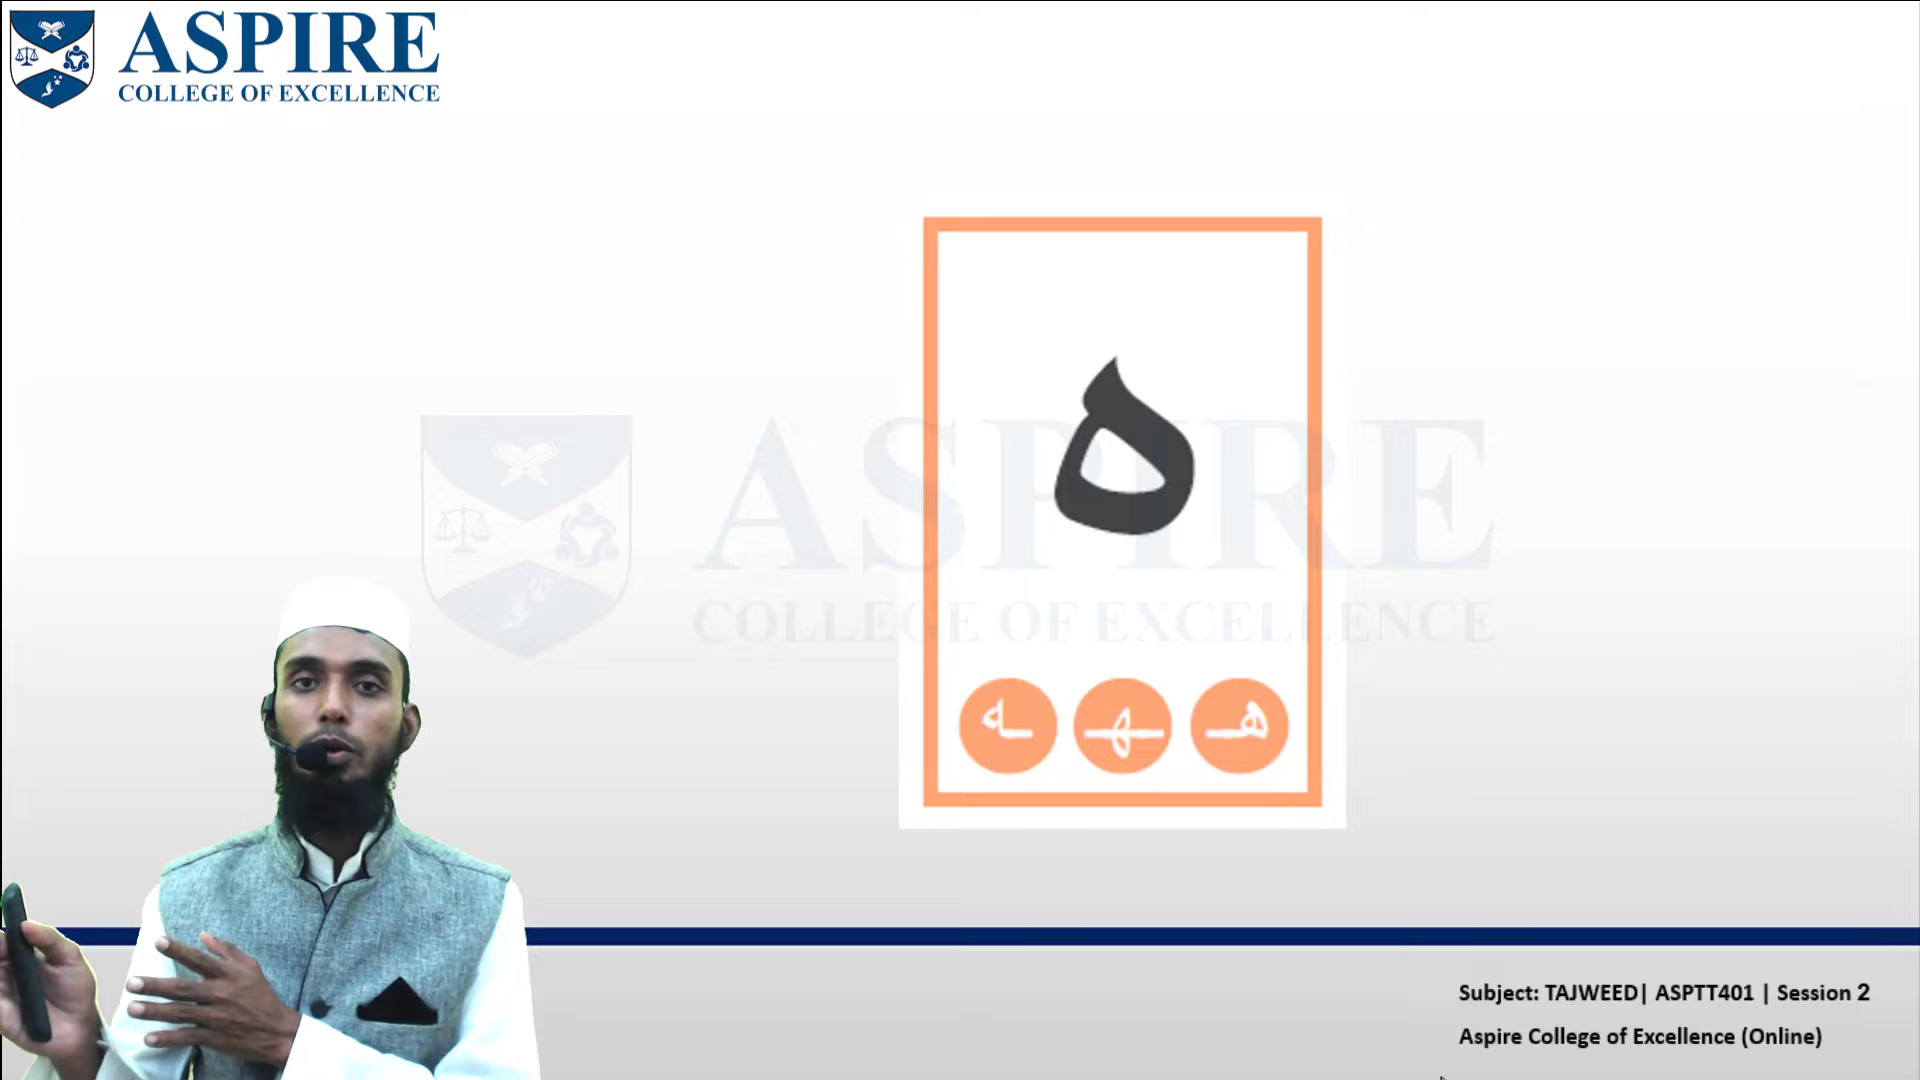 ASPIRE
COLLEGE OF EXCELLENCE
ه
ASPIRE
COLLEGE OF EXCELLENCE
هـ ـهـ ـه
Subject: TAJWEED| ASPTT401 | Session 2
Aspire College of Excellence (Online)